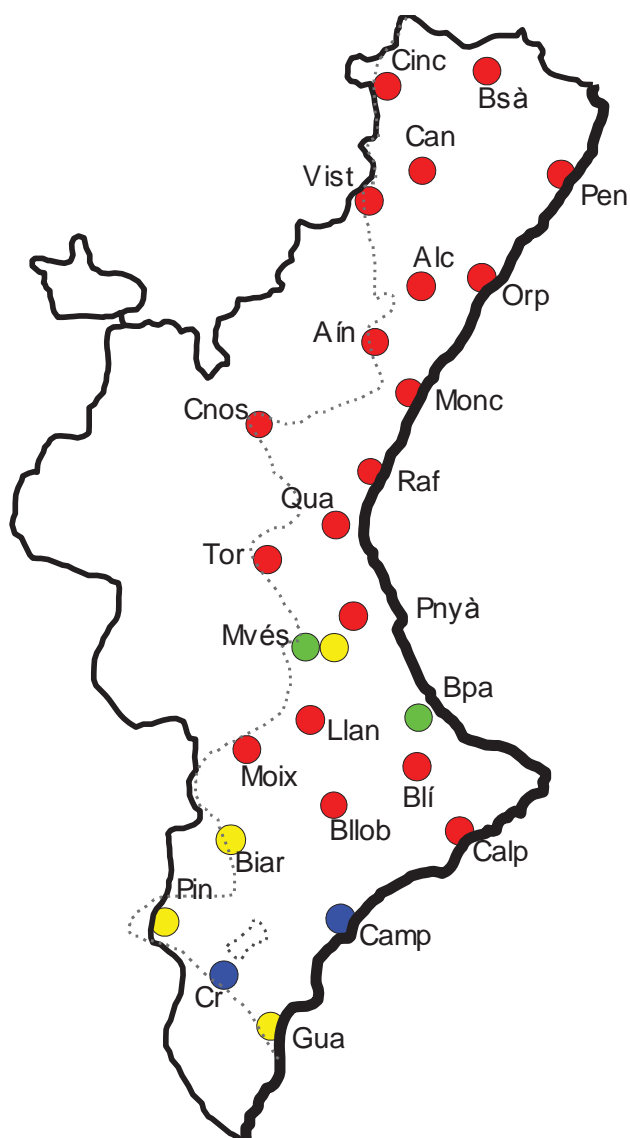 Cinc
Bsà
Can
Vist
Pen
Alc
Orp
Aín
Monc
Cnos
Raf
Qua
Tor
Pnyà
Mvés
Bpa
Llan
Moix
Blí
Bllob
Calp
Biar
Pin
Camp
Cr
Gua